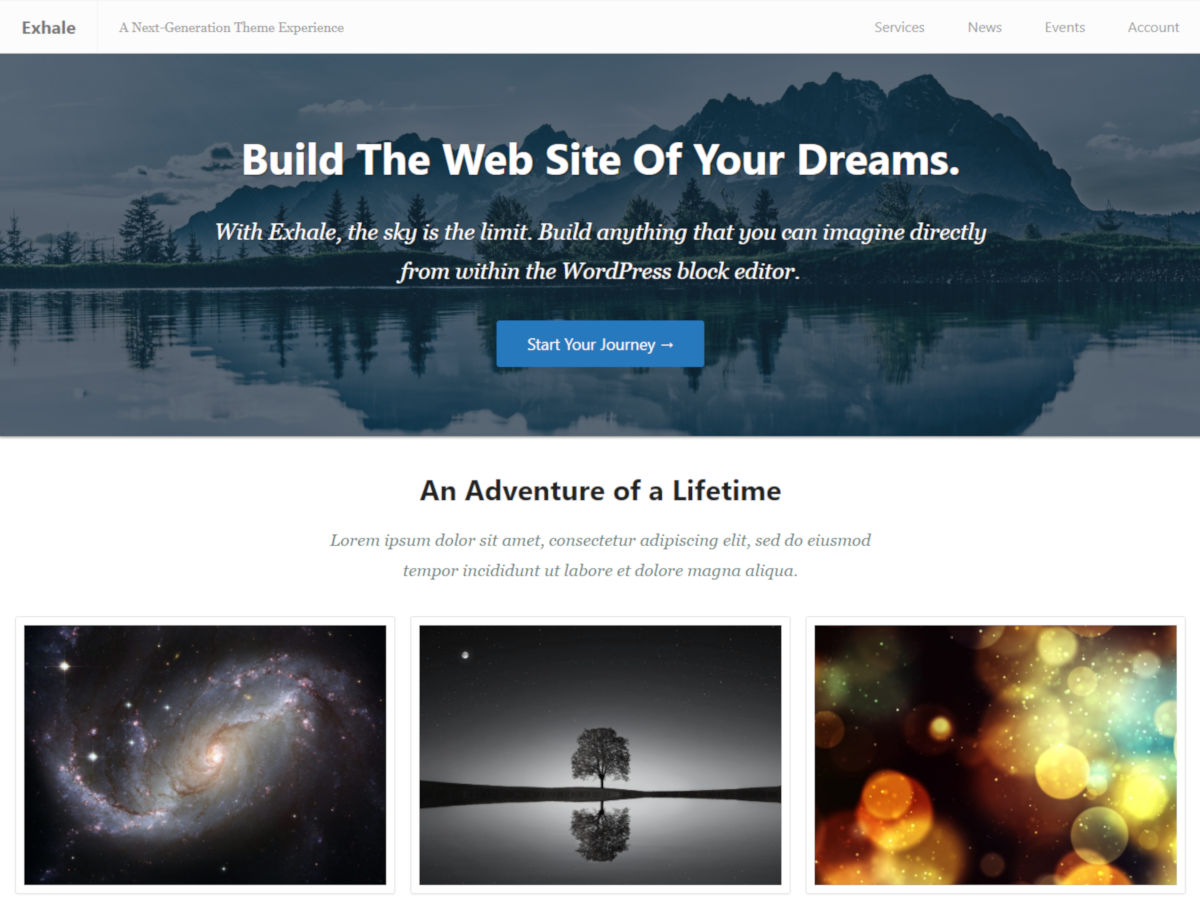 Exhale
A Next-Generation Theme Experience
Services
News
Events
Account
Build The Web Site Of Your Dreams.
With Exhale, the sky is the limit. Build anything that you can imagine directly
from within the WordPress block editor.
Start Your Journey →
An Adventure of a Lifetime
Lorem ipsum dolor sit amet, consectetur adipiscing elit, sed do eiusmod
tempor incididunt ut labore et dolore magna aliqua.